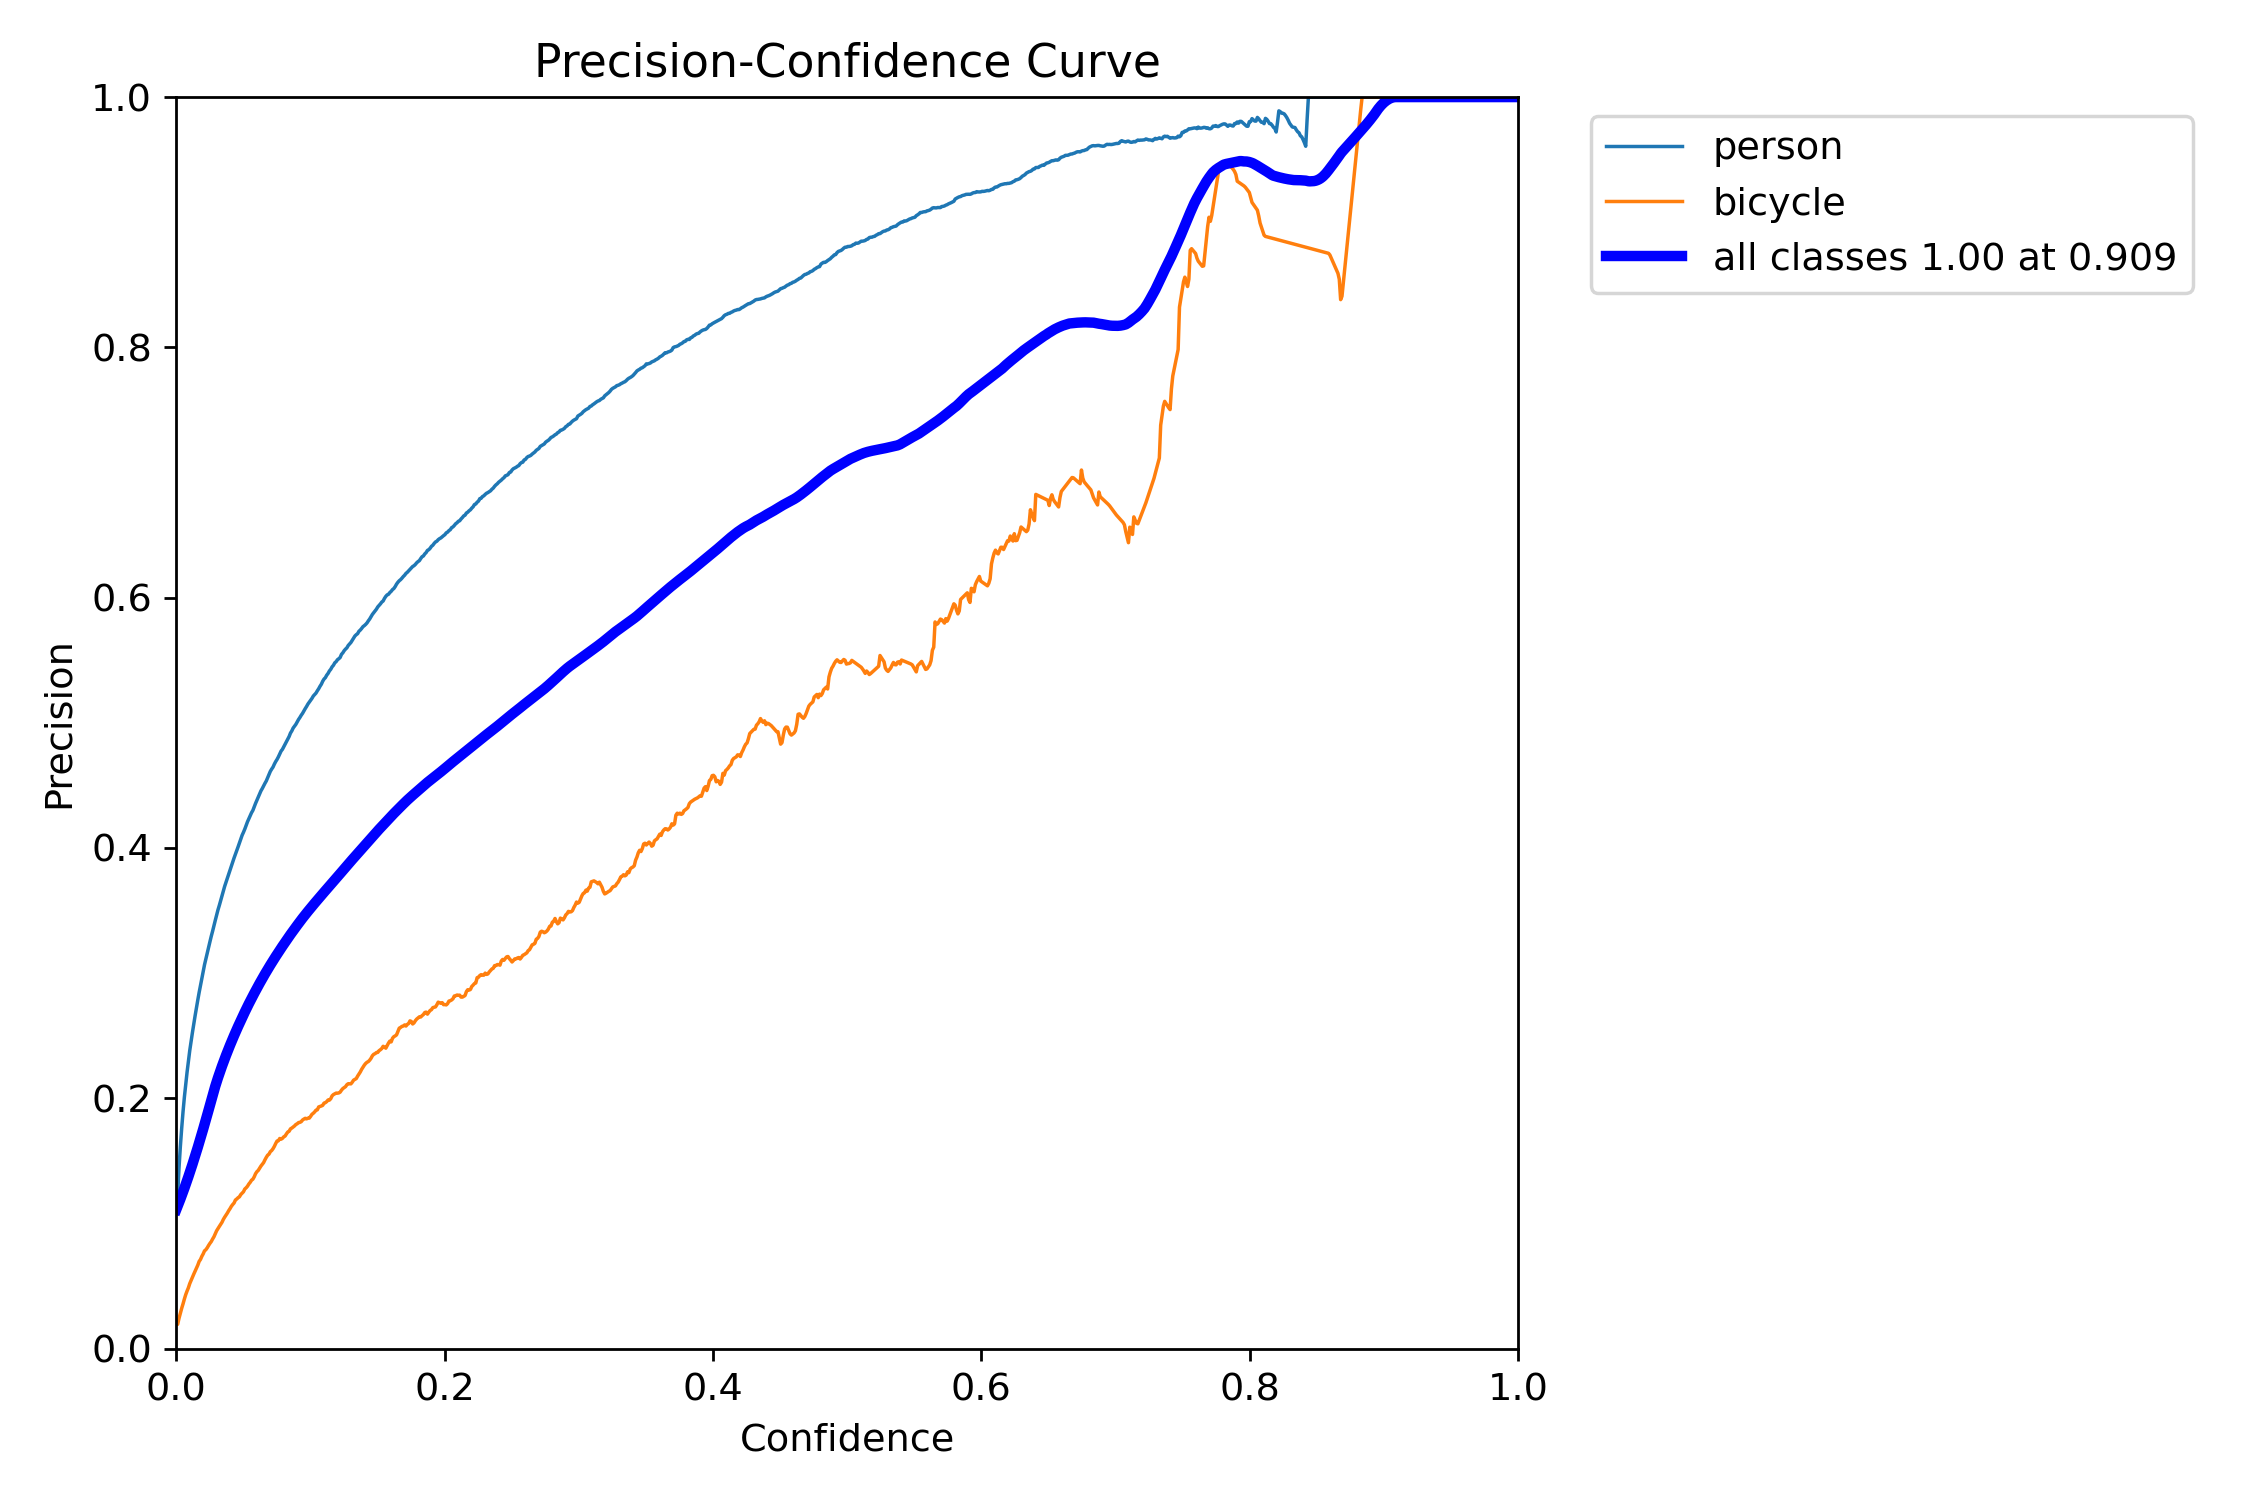 Precision-Confidence Curve
1.0
0.8
0.6
0.4
0.2
0.0
Precision
0.0 0.2 0.4 0.6 0.8 1.0
Confidence
person
bicycle
all classes 1.00 at 0.909